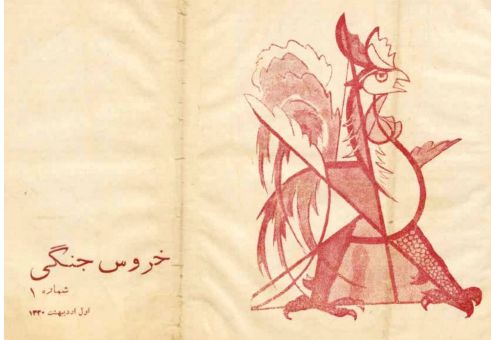 خروس جنگی
شماره ۱
اول اردیبهشت ۱۳۳۰